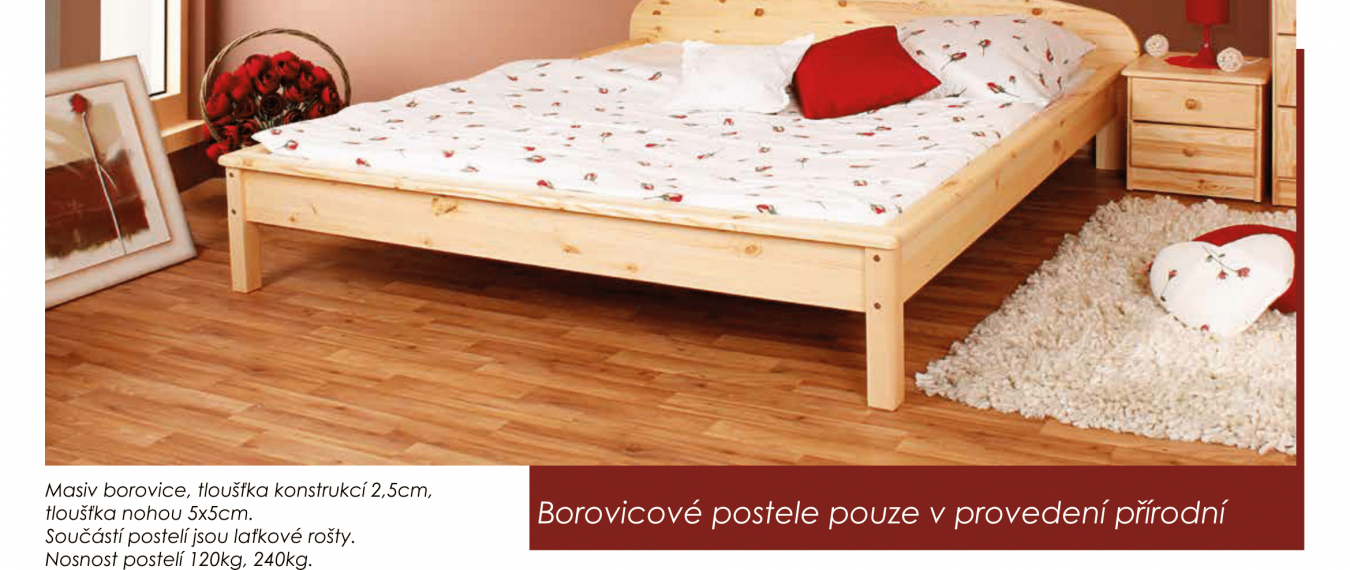 Masiv borovice, tloušťka konstrukcí 2,5cm,
tloušťka nohou 5x5cm.
Součástí postelí jsou laťkové rošty.
Nosnost postelí 120kg, 240kg.
Borovicové postele pouze v provedení přírodní